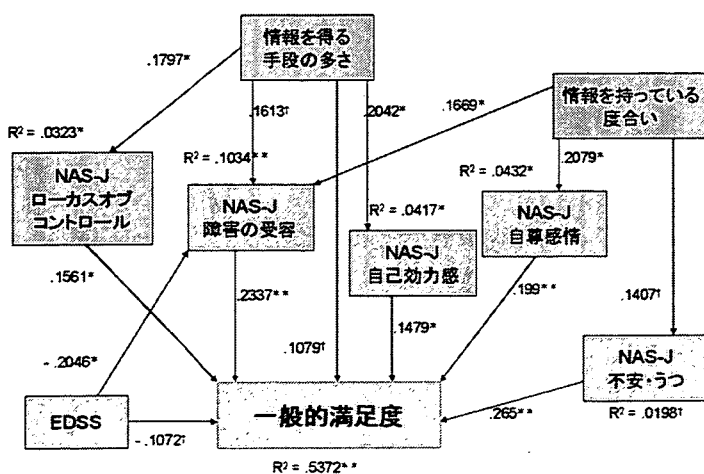 情報を得る
手段の多さ
.1797*
.1613†
.2042*
.1669*
情報を持っている
度合い
R² = .0323*
R² = .1034**
.2079*
R² = .0432*
NAS-J
ローカスオブ
コントロール
NAS-J
障害の受容
R² = .0417*
NAS-J
自尊感情
NAS-J
自己効力感
.1561*
.2337**
.199**
.1407†
.1479*
.1079†
-.2046*
NAS-J
不安・うつ
EDSS
一般的満足度
.265**
R² = .0198†
-.1072†
R² = .5372**